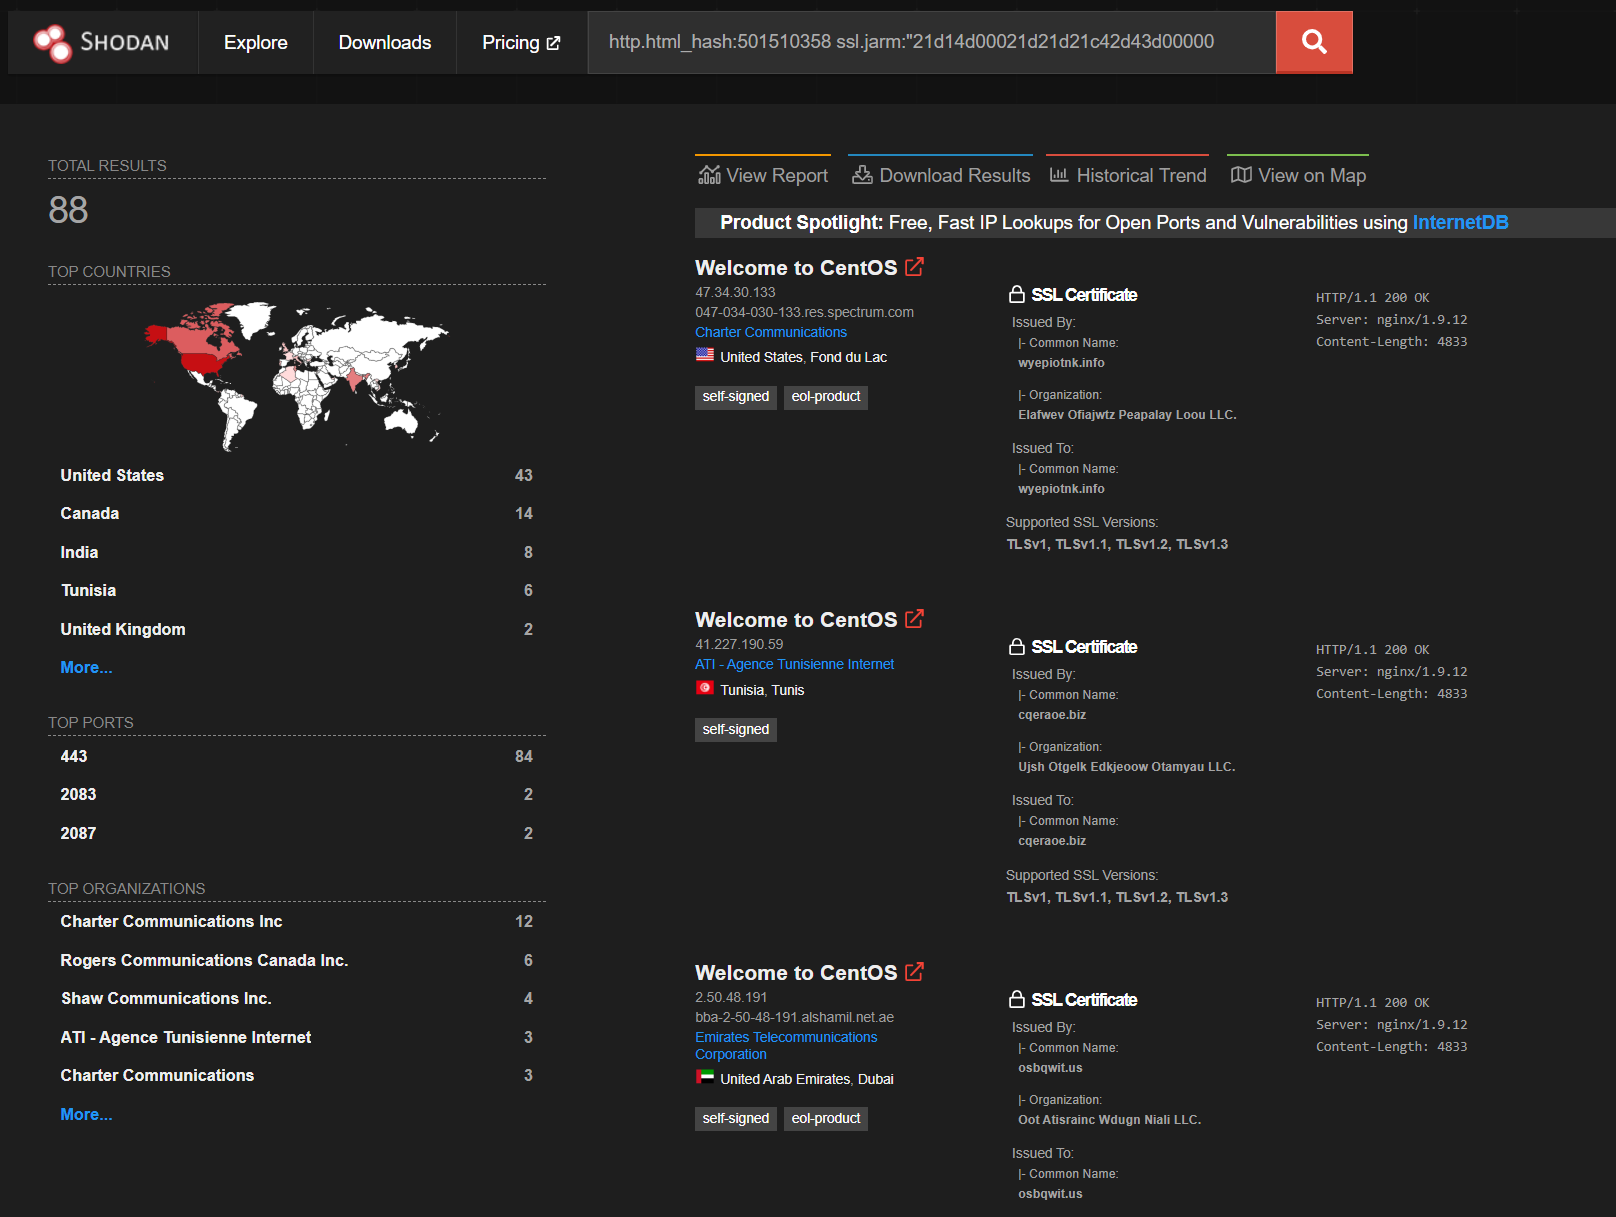 SHODAN
Explore
Downloads
Pricing
http.html_hash:501510358 ssl.jarm:"21d14d00021d21d21c42d43d00000
TOTAL RESULTS
88
TOP COUNTRIES
United States 43
Canada 14
India 8
Tunisia 6
United Kingdom 2
More...
TOP PORTS
443 84
2083 2
2087 2
TOP ORGANIZATIONS
Charter Communications Inc 12
Rogers Communications Canada Inc. 6
Shaw Communications Inc. 4
ATI - Agence Tunisienne Internet 3
Charter Communications 3
More...
View Report
Download Results
Historical Trend
View on Map
Product Spotlight: Free, Fast IP Lookups for Open Ports and Vulnerabilities using InternetDB
Welcome to CentOS
47.34.30.133
047-034-030-133.res.spectrum.com
Charter Communications
United States, Fond du Lac
self-signed
eol-product
SSL Certificate
Issued By:
|- Common Name:
wyepiotnk.info
|- Organization:
Elafwev Ofiajwtz Peapalay Loou LLC.
Issued To:
|- Common Name:
wyepiotnk.info
Supported SSL Versions:
TLSv1, TLSv1.1, TLSv1.2, TLSv1.3
HTTP/1.1 200 OK
Server: nginx/1.9.12
Content-Length: 4833
Welcome to CentOS
41.227.190.59
ATI - Agence Tunisienne Internet
Tunisia, Tunis
self-signed
SSL Certificate
Issued By:
|- Common Name:
cqeraoe.biz
|- Organization:
Ujsh Otgelk Edkjeoow Otamyau LLC.
Issued To:
|- Common Name:
cqeraoe.biz
Supported SSL Versions:
TLSv1, TLSv1.1, TLSv1.2, TLSv1.3
HTTP/1.1 200 OK
Server: nginx/1.9.12
Content-Length: 4833
Welcome to CentOS
2.50.48.191
bba-2-50-48-191.alshamil.net.ae
Emirates Telecommunications
Corporation
United Arab Emirates, Dubai
self-signed
eol-product
SSL Certificate
Issued By:
|- Common Name:
osbqwit.us
|- Organization:
Oot Atisrainc Wdugn Niali LLC.
Issued To:
|- Common Name:
osbqwit.us
HTTP/1.1 200 OK
Server: nginx/1.9.12
Content-Length: 4833